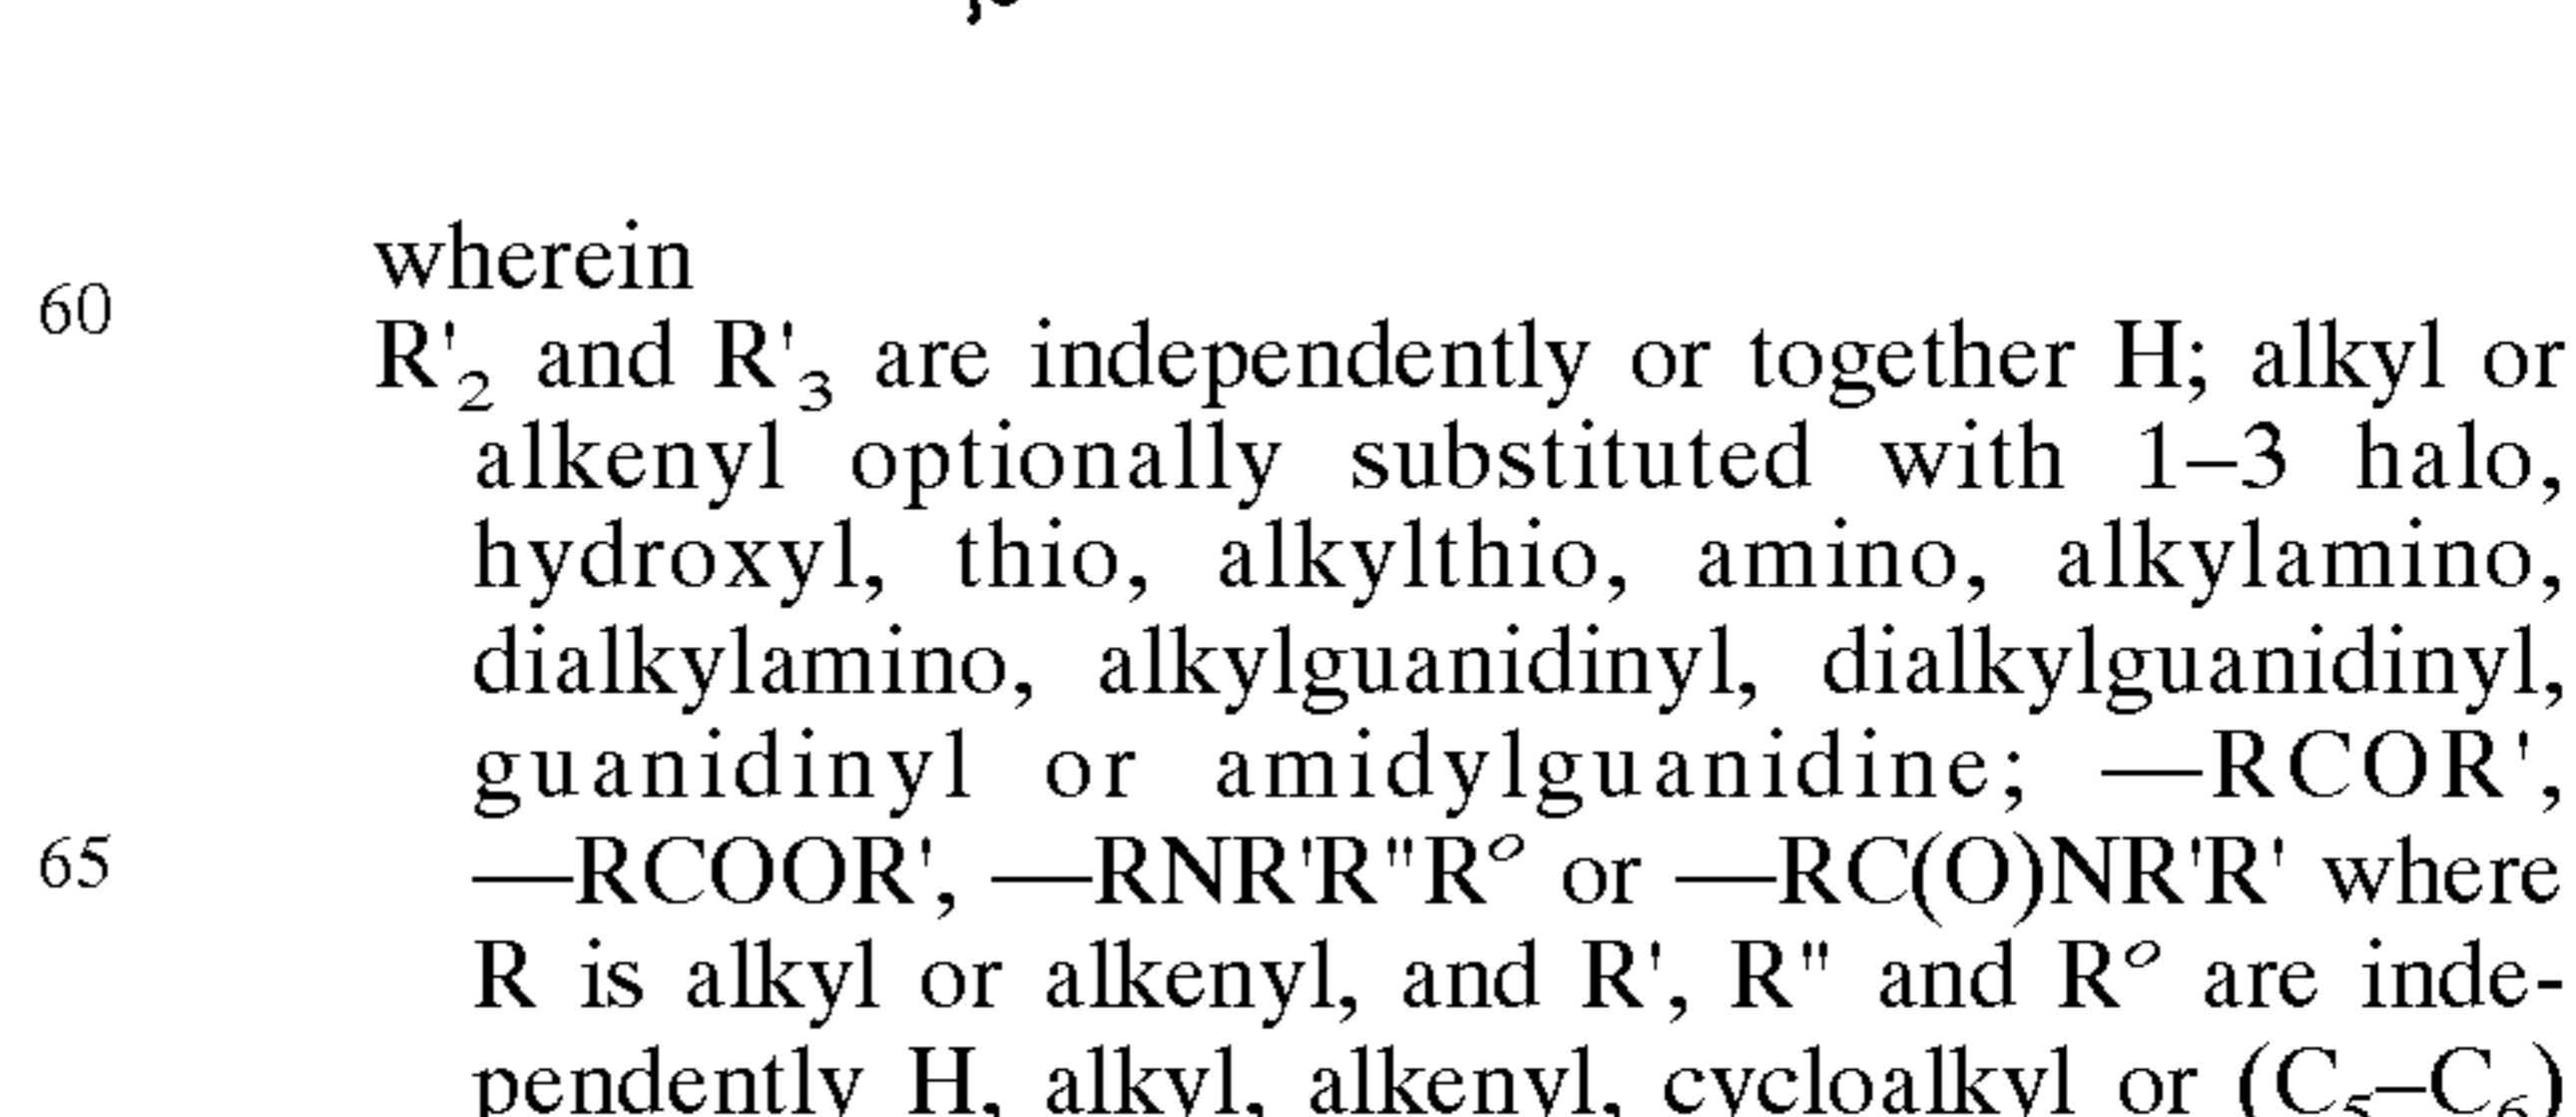 wherein
60
R'₂ and R'₃ are independently or together H; alkyl or
alkenyl optionally substituted with 1–3 halo,
hydroxyl, thio, alkylthio, amino, alkylamino,
dialkylamino, alkylguanidinyl, dialkylguanidinyl,
guanidinyl or amidylguanidine; —RCOR',
65 —RCOOR', —RNR'R"Rº or —RC(O)NR'R' where
R is alkyl or alkenyl, and R', R" and Rº are inde-
pendently H, alkyl, alkenyl, cycloalkyl or (C₅–C₆)